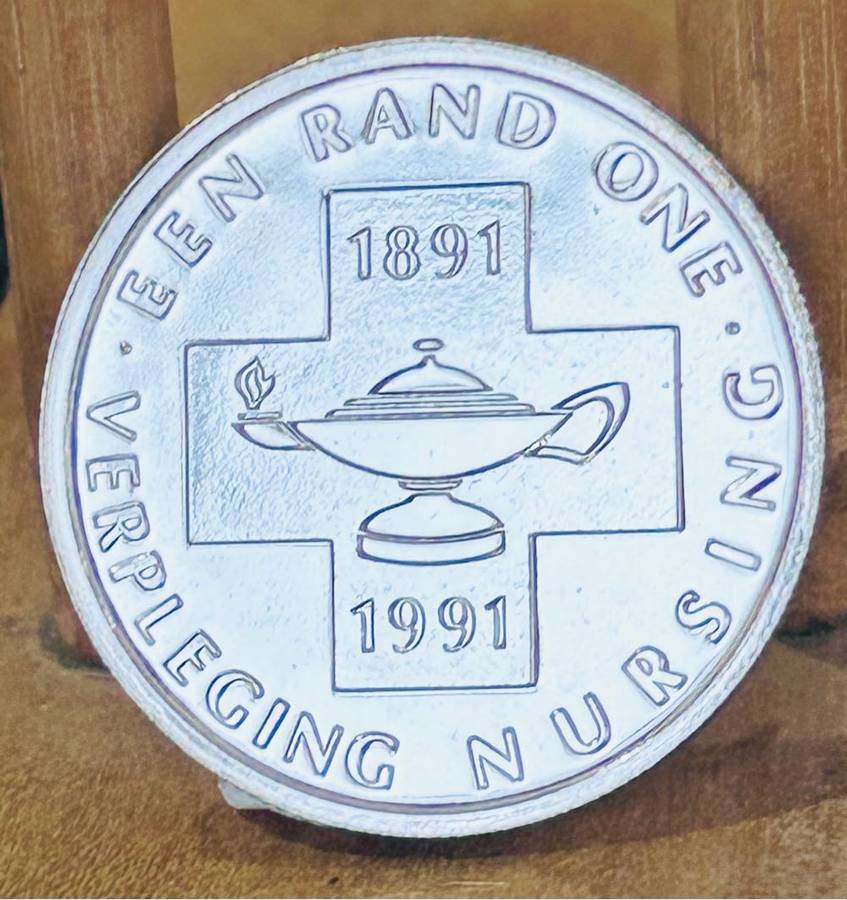 EEN RAND ONE
1891
1991
· VERPLEGING NURSING ·